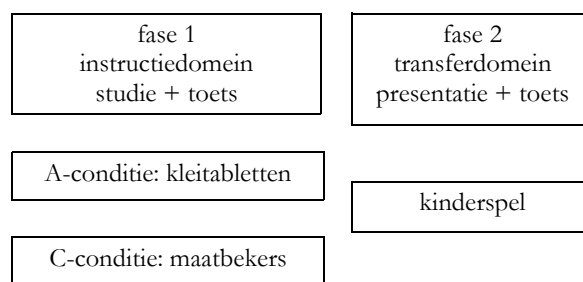 fase 1
instructiedomein
studie + toets
fase 2
transferdomein
presentatie + toets
A-conditie: kleitabletten
kinderspel
C-conditie: maatbekers